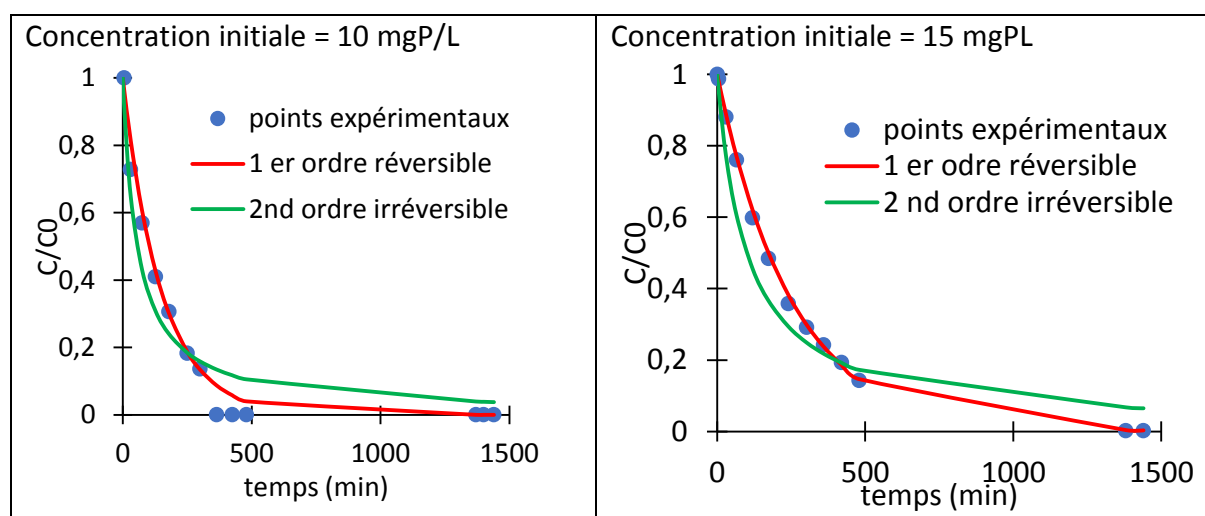 Concentration initiale = 10 mgP/L
1
0,8
0,6
0,4
0,2
0
C/C0
points expérimentaux
1 er ordre réversible
2nd ordre irréversible
0 500 1000 1500
temps (min)
Concentration initiale = 15 mgPL
1
0,8
0,6
0,4
0,2
0
C/C0
points expérimentaux
1 er odre réversible
2 nd ordre irréversible
0 500 1000 1500
temps (min)